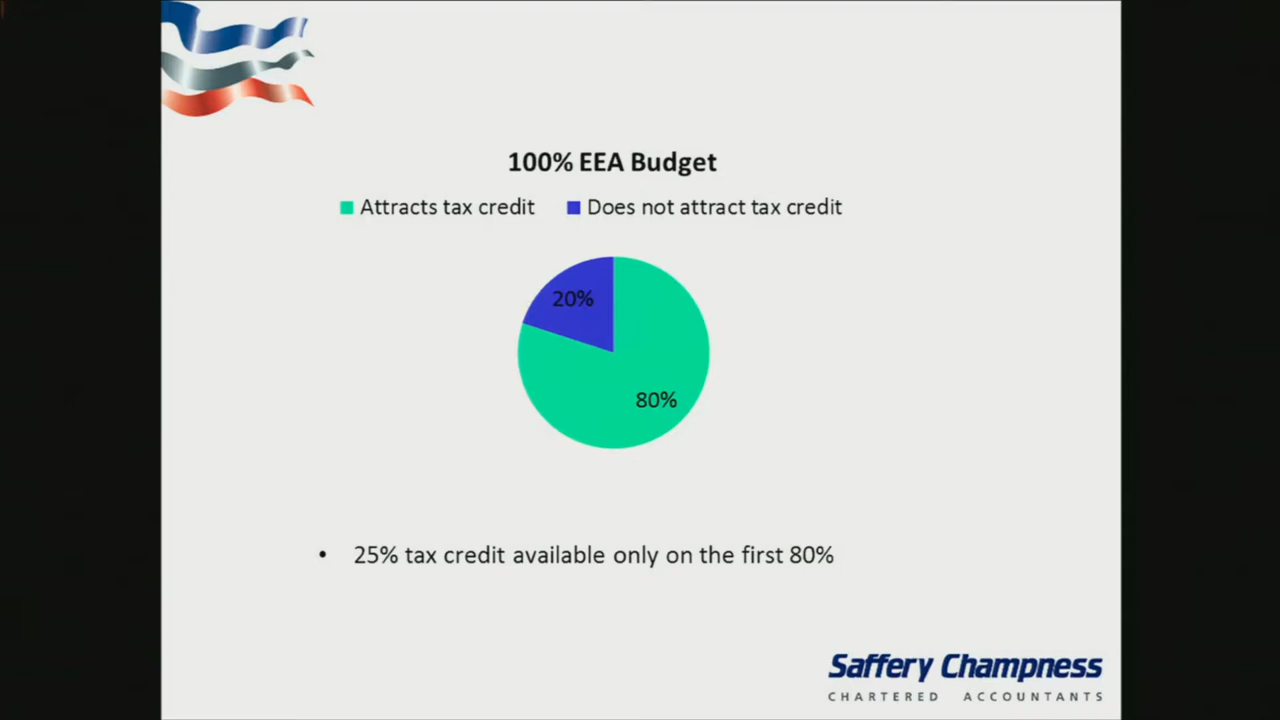 100% EEA Budget
Attracts tax credit Does not attract tax credit
20%
80%
• 25% tax credit available only on the first 80%
Saffery Champness
CHARTERED ACCOUNTANTS